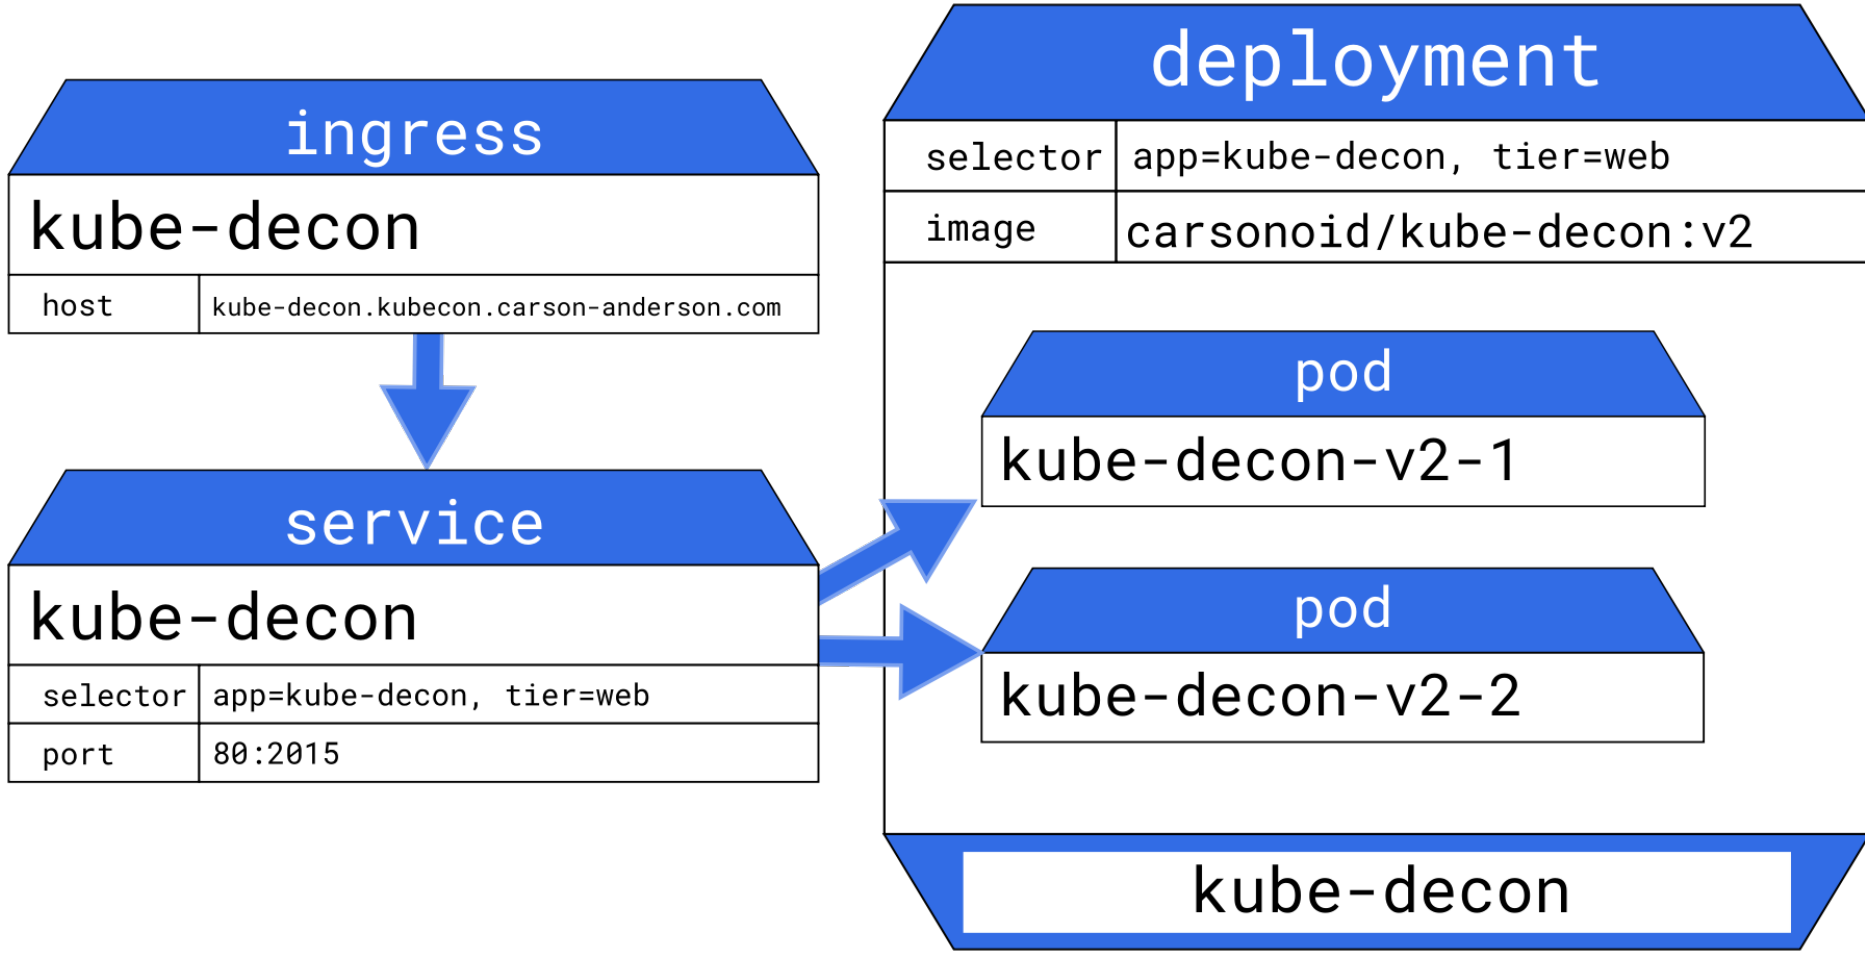 ingress
kube-decon
host kube-decon.kubecon.carson-anderson.com
service
kube-decon
selector app=kube-decon, tier=web
port 80:2015
deployment
selector app=kube-decon, tier=web
image carsonoid/kube-decon:v2
pod
kube-decon-v2-1
pod
kube-decon-v2-2
kube-decon